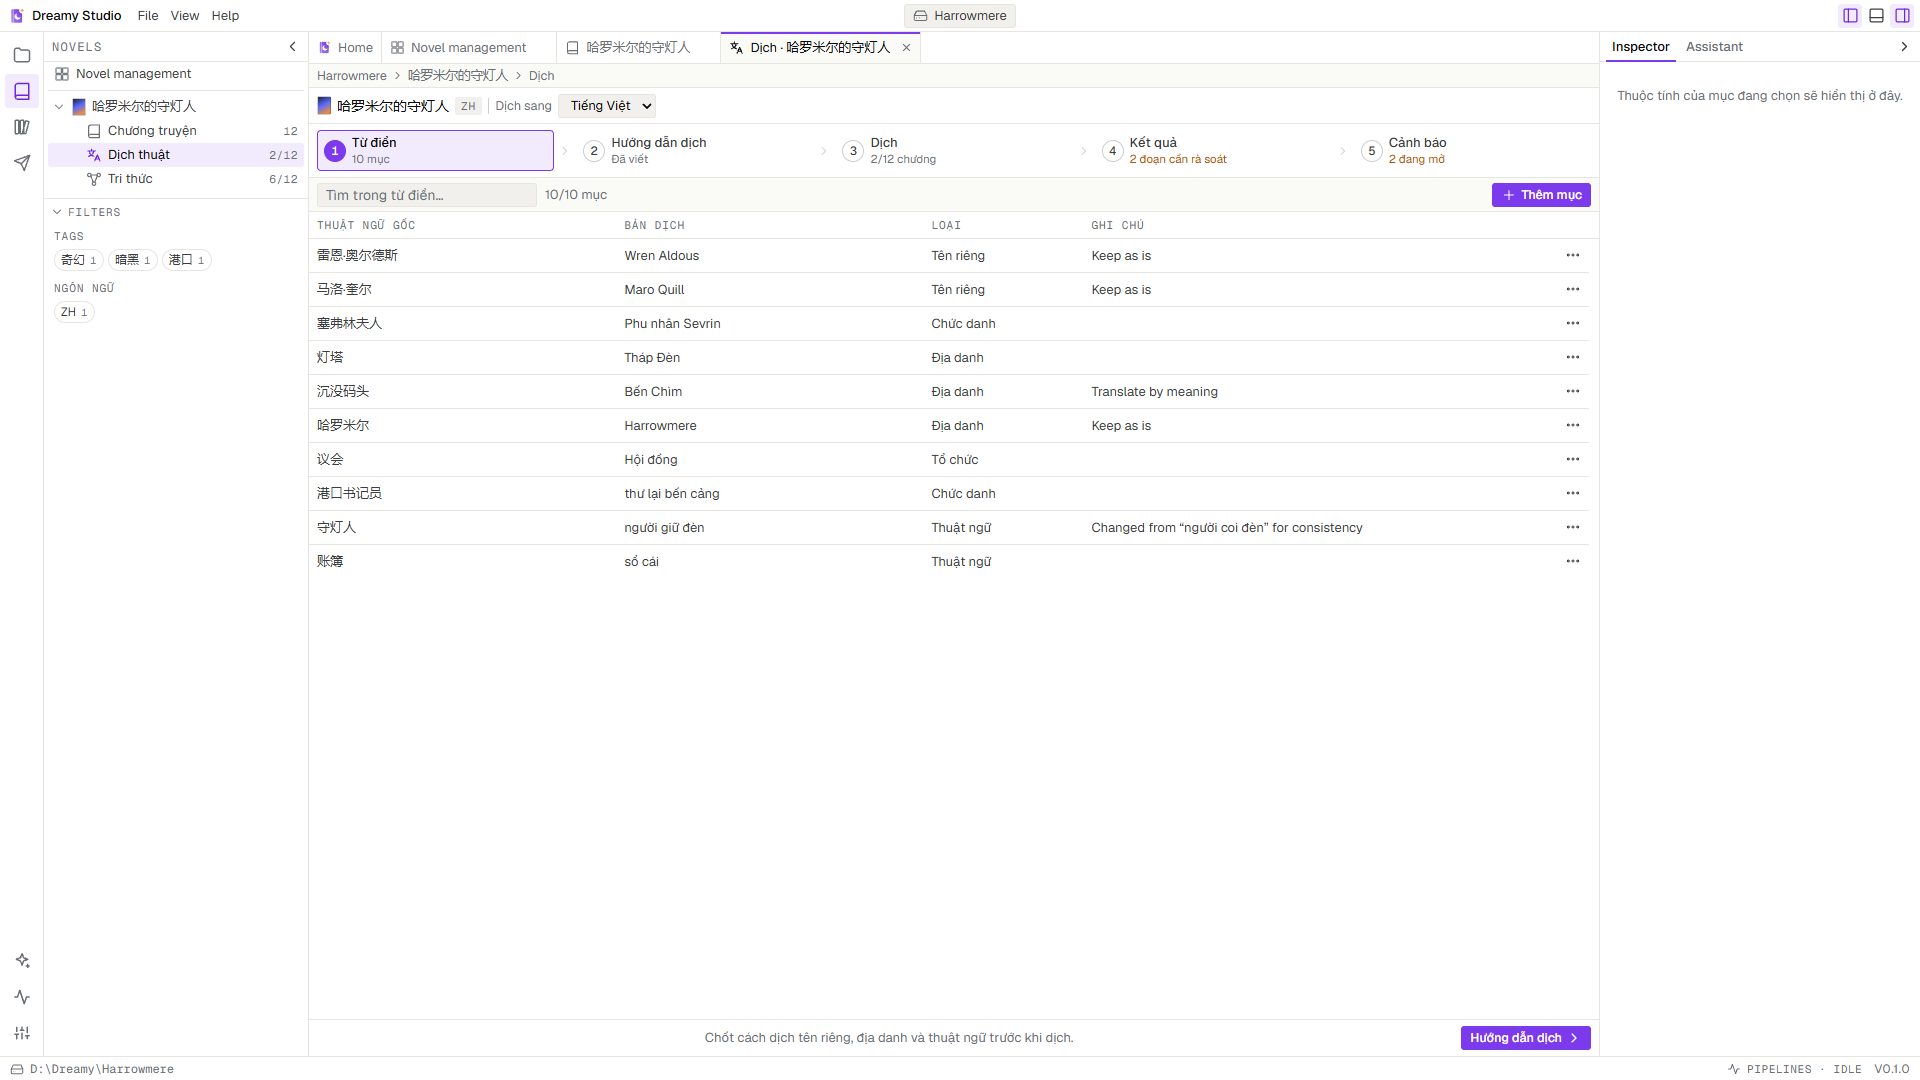 Dreamy Studio File View Help
Harrowmere
NOVELS
Novel management
哈罗米尔的守灯人
Chương truyện 12
Dịch thuật 2/12
Tri thức 6/12
FILTERS
TAGS
奇幻 1 暗黑 1 港口 1
NGÔN NGỮ
ZH 1
Home Novel management 哈罗米尔的守灯人 Dịch · 哈罗米尔的守灯人
Harrowmere > 哈罗米尔的守灯人 > Dịch
哈罗米尔的守灯人 ZH Dịch sang Tiếng Việt
1 Từ điển
10 mục
2 Hướng dẫn dịch
Đã viết
3 Dịch
2/12 chương
4 Kết quả
2 đoạn cần rà soát
5 Cảnh báo
2 đang mở
Tìm trong từ điển… 10/10 mục + Thêm mục
THUẬT NGỮ GỐC BẢN DỊCH LOẠI GHI CHÚ
雷恩·奥尔德斯 Wren Aldous Tên riêng Keep as is
马洛·奎尔 Maro Quill Tên riêng Keep as is
塞弗林夫人 Phu nhân Sevrin Chức danh
灯塔 Tháp Đèn Địa danh
沉没码头 Bến Chìm Địa danh Translate by meaning
哈罗米尔 Harrowmere Địa danh Keep as is
议会 Hội đồng Tổ chức
港口书记员 thư lại bến cảng Chức danh
守灯人 người giữ đèn Thuật ngữ Changed from “người coi đèn” for consistency
账簿 sổ cái Thuật ngữ
Chốt cách dịch tên riêng, địa danh và thuật ngữ trước khi dịch.
Hướng dẫn dịch
Inspector Assistant
Thuộc tính của mục đang chọn sẽ hiển thị ở đây.
D:\Dreamy\Harrowmere
PIPELINES · IDLE V0.1.0